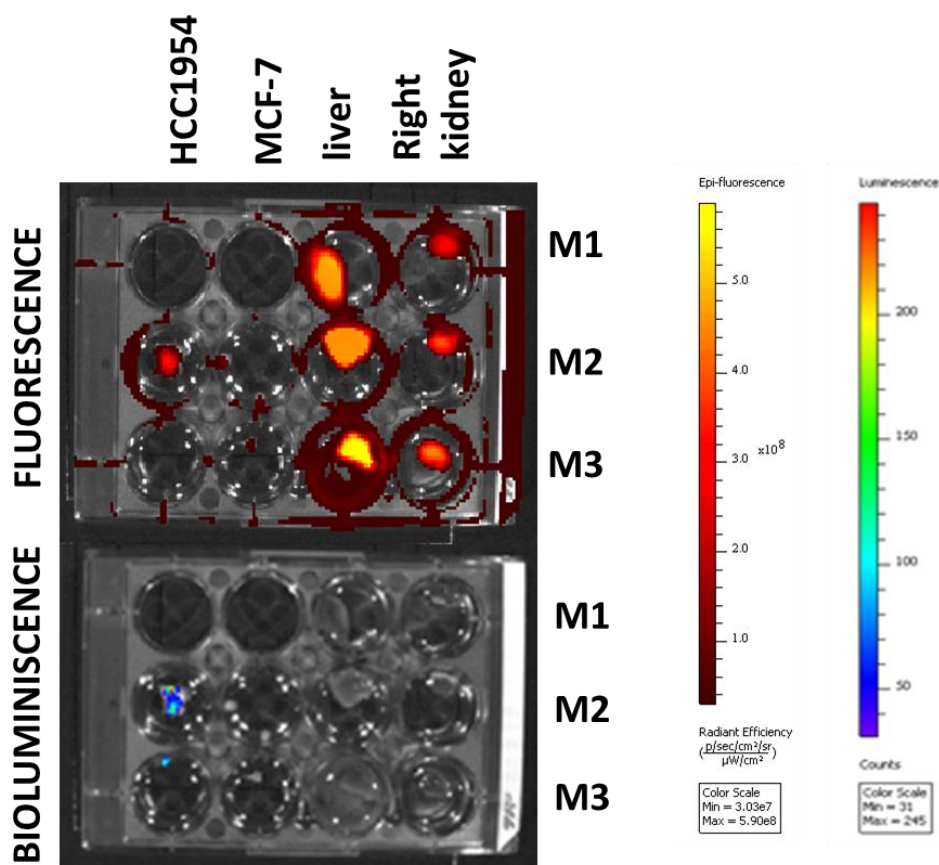 HCC1954
MCF-7
liver
Right
kidney
FLUORESCENCE
M1
M2
M3
BIOLUMINISCENCE
M1
M2
M3
Epi-fluorescence
5.0
4.0
x10⁸
3.0
2.0
1.0
Radiant Efficiency
(p/sec/cm²/sr
µW/cm²)
Color Scale
Min = 3.03e7
Max = 5.90e8
Luminescence
200
150
100
50
Counts
Color Scale
Min = 31
Max = 245